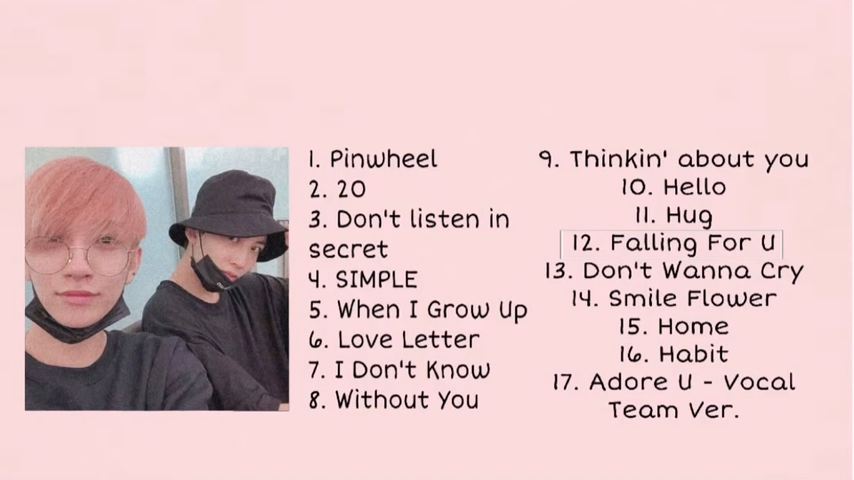 1. Pinwheel
2. 20
3. Don't listen in
secret
4. SIMPLE
5. When I Grow Up
6. Love Letter
7. I Don't Know
8. Without You
9. Thinkin' about you
10. Hello
11. Hug
12. Falling For U
13. Don't Wanna Cry
14. Smile Flower
15. Home
16. Habit
17. Adore U - Vocal
Team Ver.